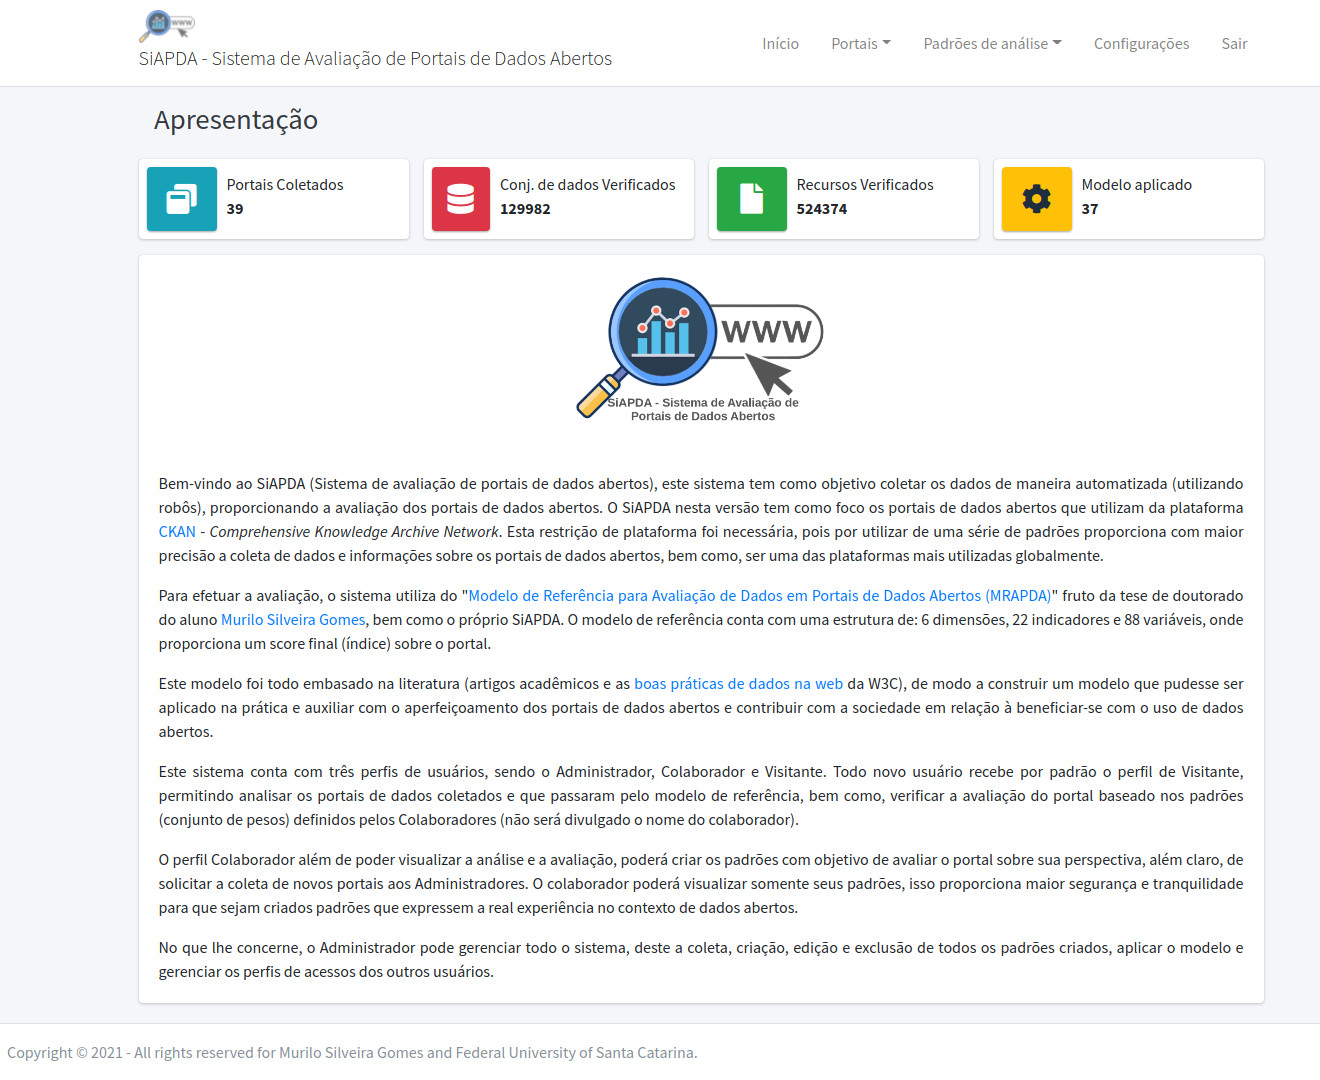 www
SiAPDA - Sistema de Avaliação de Portais de Dados Abertos
Início Portais Padrões de análise Configurações Sair
Apresentação
Portais Coletados
39
Conj. de dados Verificados
129982
Recursos Verificados
524374
Modelo aplicado
37
WWW
SiAPDA - Sistema de Avaliação de
Portais de Dados Abertos
Bem-vindo ao SiAPDA (Sistema de avaliação de portais de dados abertos), este sistema tem como objetivo coletar os dados de maneira automatizada (utilizando
robôs), proporcionando a avaliação dos portais de dados abertos. O SiAPDA nesta versão tem como foco os portais de dados abertos que utilizam da plataforma
CKAN - Comprehensive Knowledge Archive Network. Esta restrição de plataforma foi necessária, pois por utilizar de uma série de padrões proporciona com maior
precisão a coleta de dados e informações sobre os portais de dados abertos, bem como, ser uma das plataformas mais utilizadas globalmente.
Para efetuar a avaliação, o sistema utiliza do "Modelo de Referência para Avaliação de Dados em Portais de Dados Abertos (MRAPDA)" fruto da tese de doutorado
do aluno Murilo Silveira Gomes, bem como o próprio SiAPDA. O modelo de referência conta com uma estrutura de: 6 dimensões, 22 indicadores e 88 variáveis, onde
proporciona um score final (índice) sobre o portal.
Este modelo foi todo embasado na literatura (artigos acadêmicos e as boas práticas de dados na web da W3C), de modo a construir um modelo que pudesse ser
aplicado na prática e auxiliar com o aperfeiçoamento dos portais de dados abertos e contribuir com a sociedade em relação à beneficiar-se com o uso de dados
abertos.
Este sistema conta com três perfis de usuários, sendo o Administrador, Colaborador e Visitante. Todo novo usuário recebe por padrão o perfil de Visitante,
permitindo analisar os portais de dados coletados e que passaram pelo modelo de referência, bem como, verificar a avaliação do portal baseado nos padrões
(conjunto de pesos) definidos pelos Colaboradores (não será divulgado o nome do colaborador).
O perfil Colaborador além de poder visualizar a análise e a avaliação, poderá criar os padrões com objetivo de avaliar o portal sobre sua perspectiva, além claro, de
solicitar a coleta de novos portais aos Administradores. O colaborador poderá visualizar somente seus padrões, isso proporciona maior segurança e tranquilidade
para que sejam criados padrões que expressem a real experiência no contexto de dados abertos.
No que lhe concerne, o Administrador pode gerenciar todo o sistema, deste a coleta, criação, edição e exclusão de todos os padrões criados, aplicar o modelo e
gerenciar os perfis de acessos dos outros usuários.
Copyright © 2021 - All rights reserved for Murilo Silveira Gomes and Federal University of Santa Catarina.